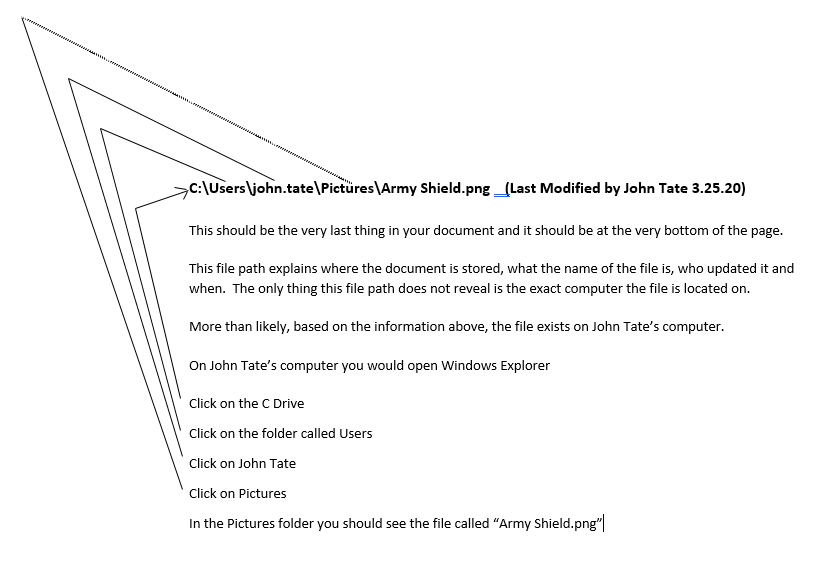 C:\Users\john.tate\Pictures\Army Shield.png   (Last Modified by John Tate 3.25.20)
This should be the very last thing in your document and it should be at the very bottom of the page.
This file path explains where the document is stored, what the name of the file is, who updated it and
when.  The only thing this file path does not reveal is the exact computer the file is located on.
More than likely, based on the information above, the file exists on John Tate’s computer.
On John Tate’s computer you would open Windows Explorer
Click on the C Drive
Click on the folder called Users
Click on John Tate
Click on Pictures
In the Pictures folder you should see the file called “Army Shield.png”